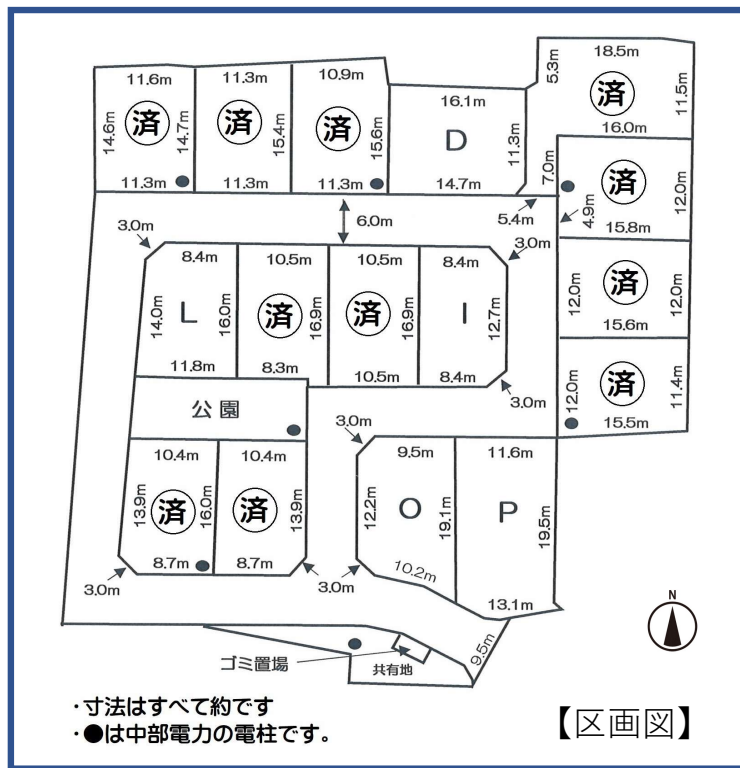 11.6m
11.3m
10.9m
16.1m
18.5m
5.3m
11.5m
14.6m
済
14.7m
済
15.4m
済
15.6m
D
11.3m
済
16.0m
11.3m
11.3m
11.3m
14.7m
7.0m
済
12.0m
5.4m
4.9m
15.8m
6.0m
3.0m
3.0m
8.4m
10.5m
10.5m
8.4m
14.0m
L
16.0m
済
16.9m
済
16.9m
I
12.7m
12.0m
済
12.0m
15.6m
11.8m
8.3m
10.5m
8.4m
3.0m
12.0m
済
11.4m
15.5m
公園
3.0m
10.4m
10.4m
9.5m
11.6m
13.9m
済
16.0m
済
13.9m
12.2m
O
19.1m
P
19.5m
8.7m
8.7m
10.2m
3.0m
3.0m
3.0m
13.1m
9.5m
N
ゴミ置場
共有地
・寸法はすべて約です
・●は中部電力の電柱です。
【区画図】